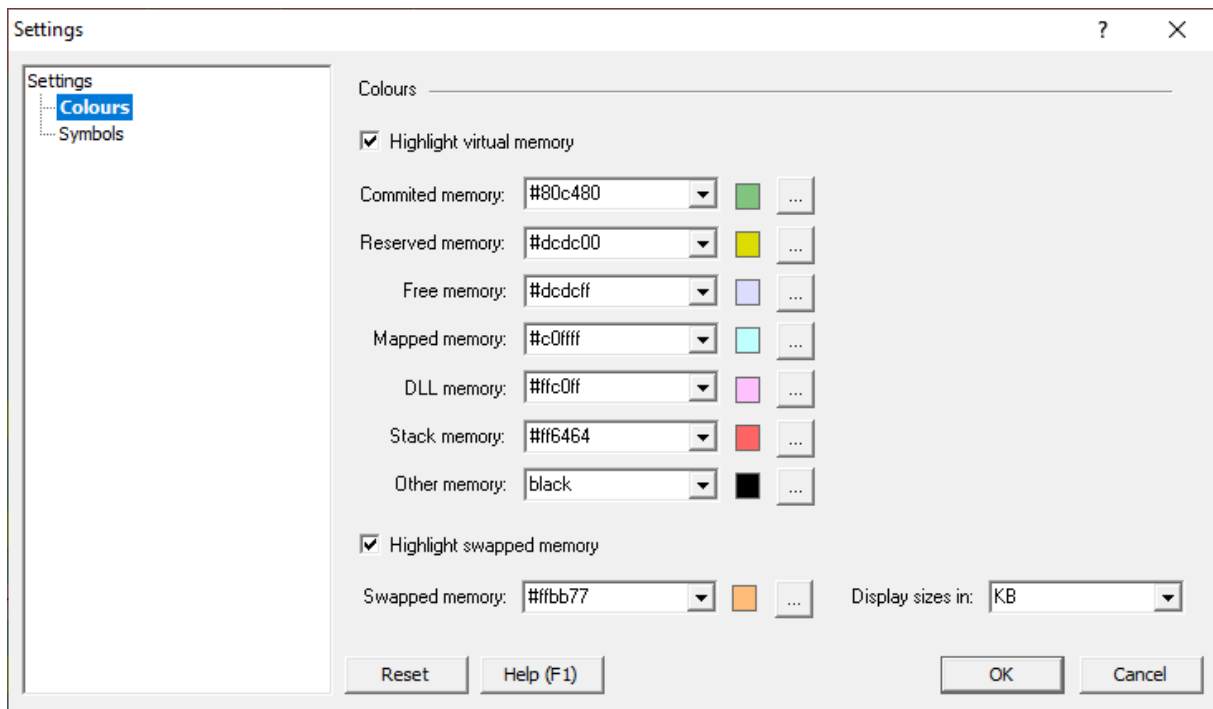 Settings ?
Settings
Colours
Symbols
Colours
Highlight virtual memory
Commited memory: #80c480 ...
Reserved memory: #dcdc00 ...
Free memory: #dcdcff ...
Mapped memory: #c0ffff ...
DLL memory: #ffc0ff ...
Stack memory: #ff6464 ...
Other memory: black ...
Highlight swapped memory
Swapped memory: #ffbb77 ... Display sizes in: KB
Reset Help (F1) OK Cancel